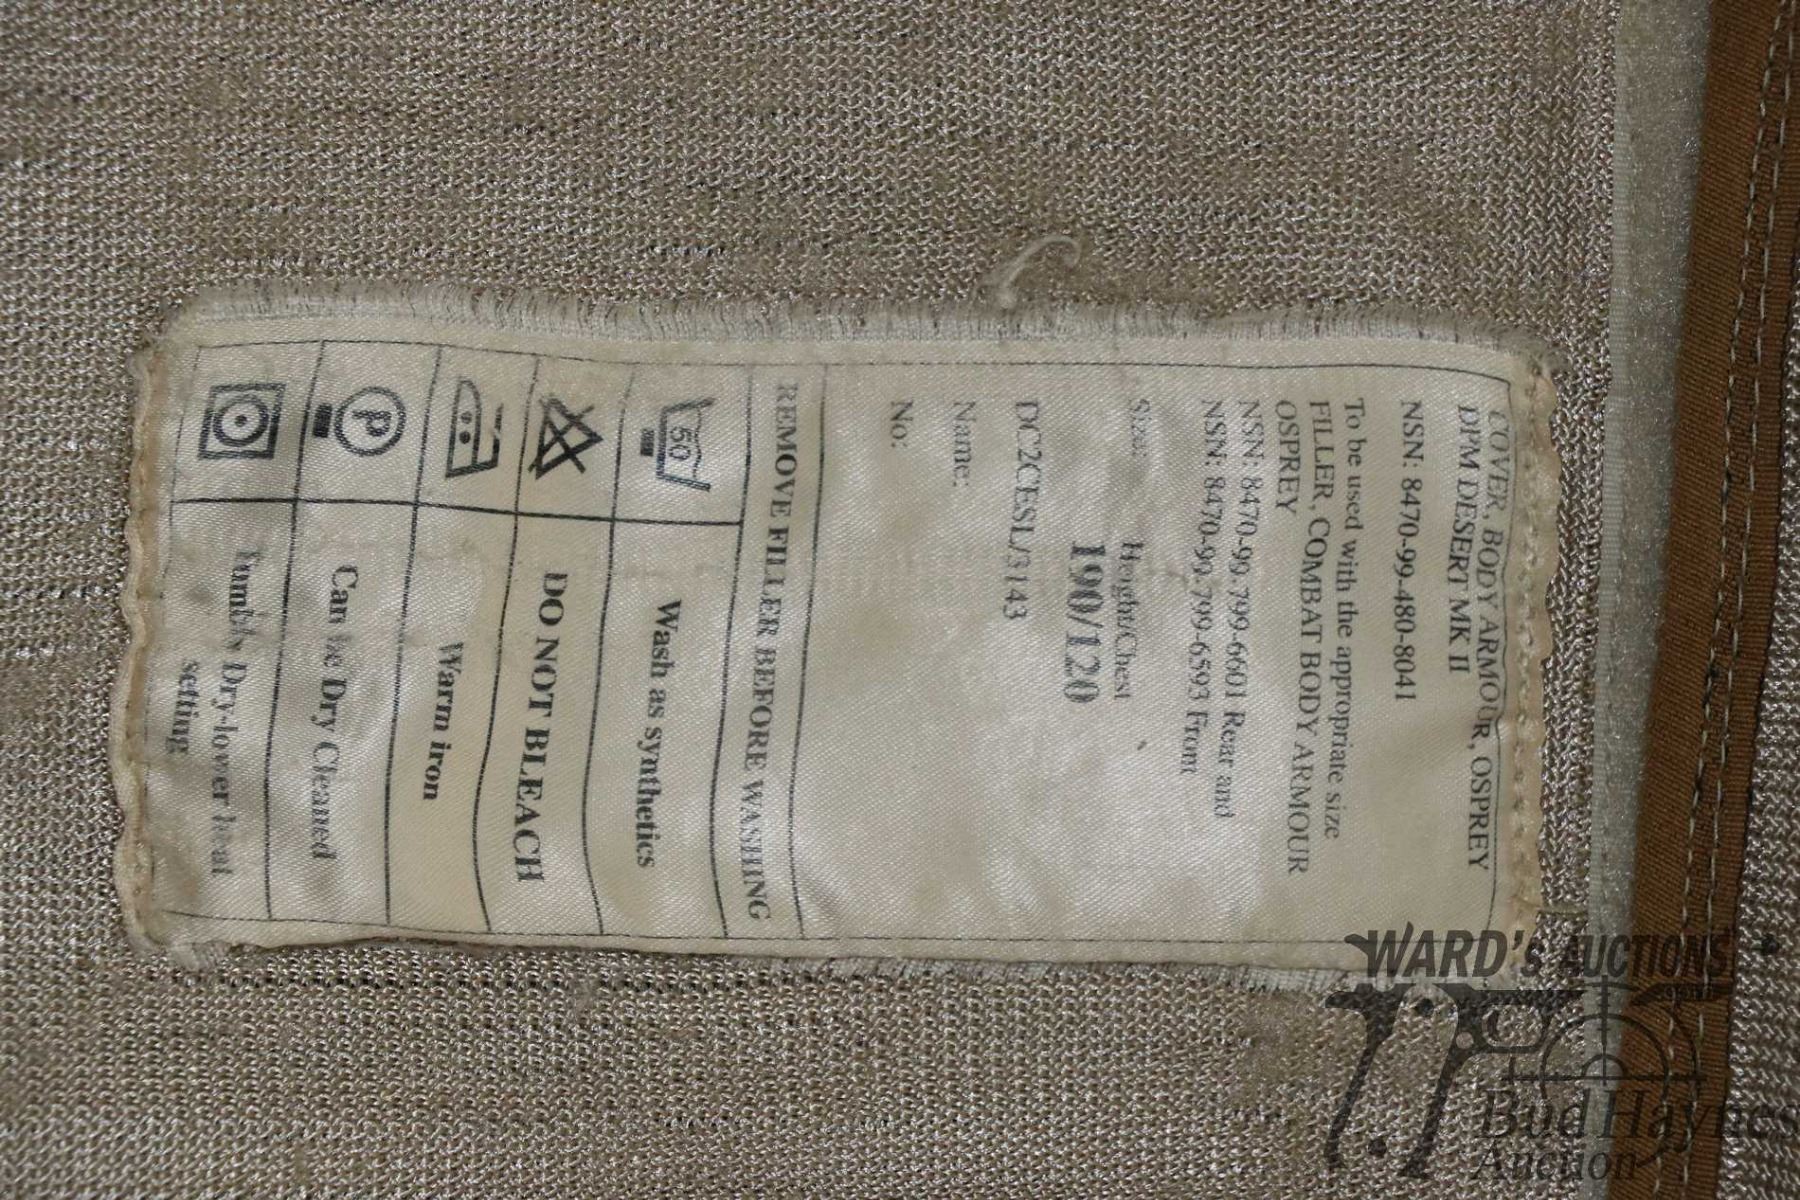 COVER, BODY ARMOUR, OSPREY
DPM DESERT MK II
NSN: 8470-99-480-8041
To be used with the appropriate size
FILLER, COMBAT BODY ARMOUR
OSPREY
NSN: 8470-99-799-6601 Rear and
NSN: 8470-99-799-6593 Front
Size: Height/Chest
190/120
DC2CESL/3143
Name:
No:
REMOVE FILLER BEFORE WASHING
50 Wash as synthetics
DO NOT BLEACH
Warm iron
P Can be Dry Cleaned
Tumble Dry-lower heat
setting
WARD'S AUCTIONS
.com
Bud Haynes
Auction